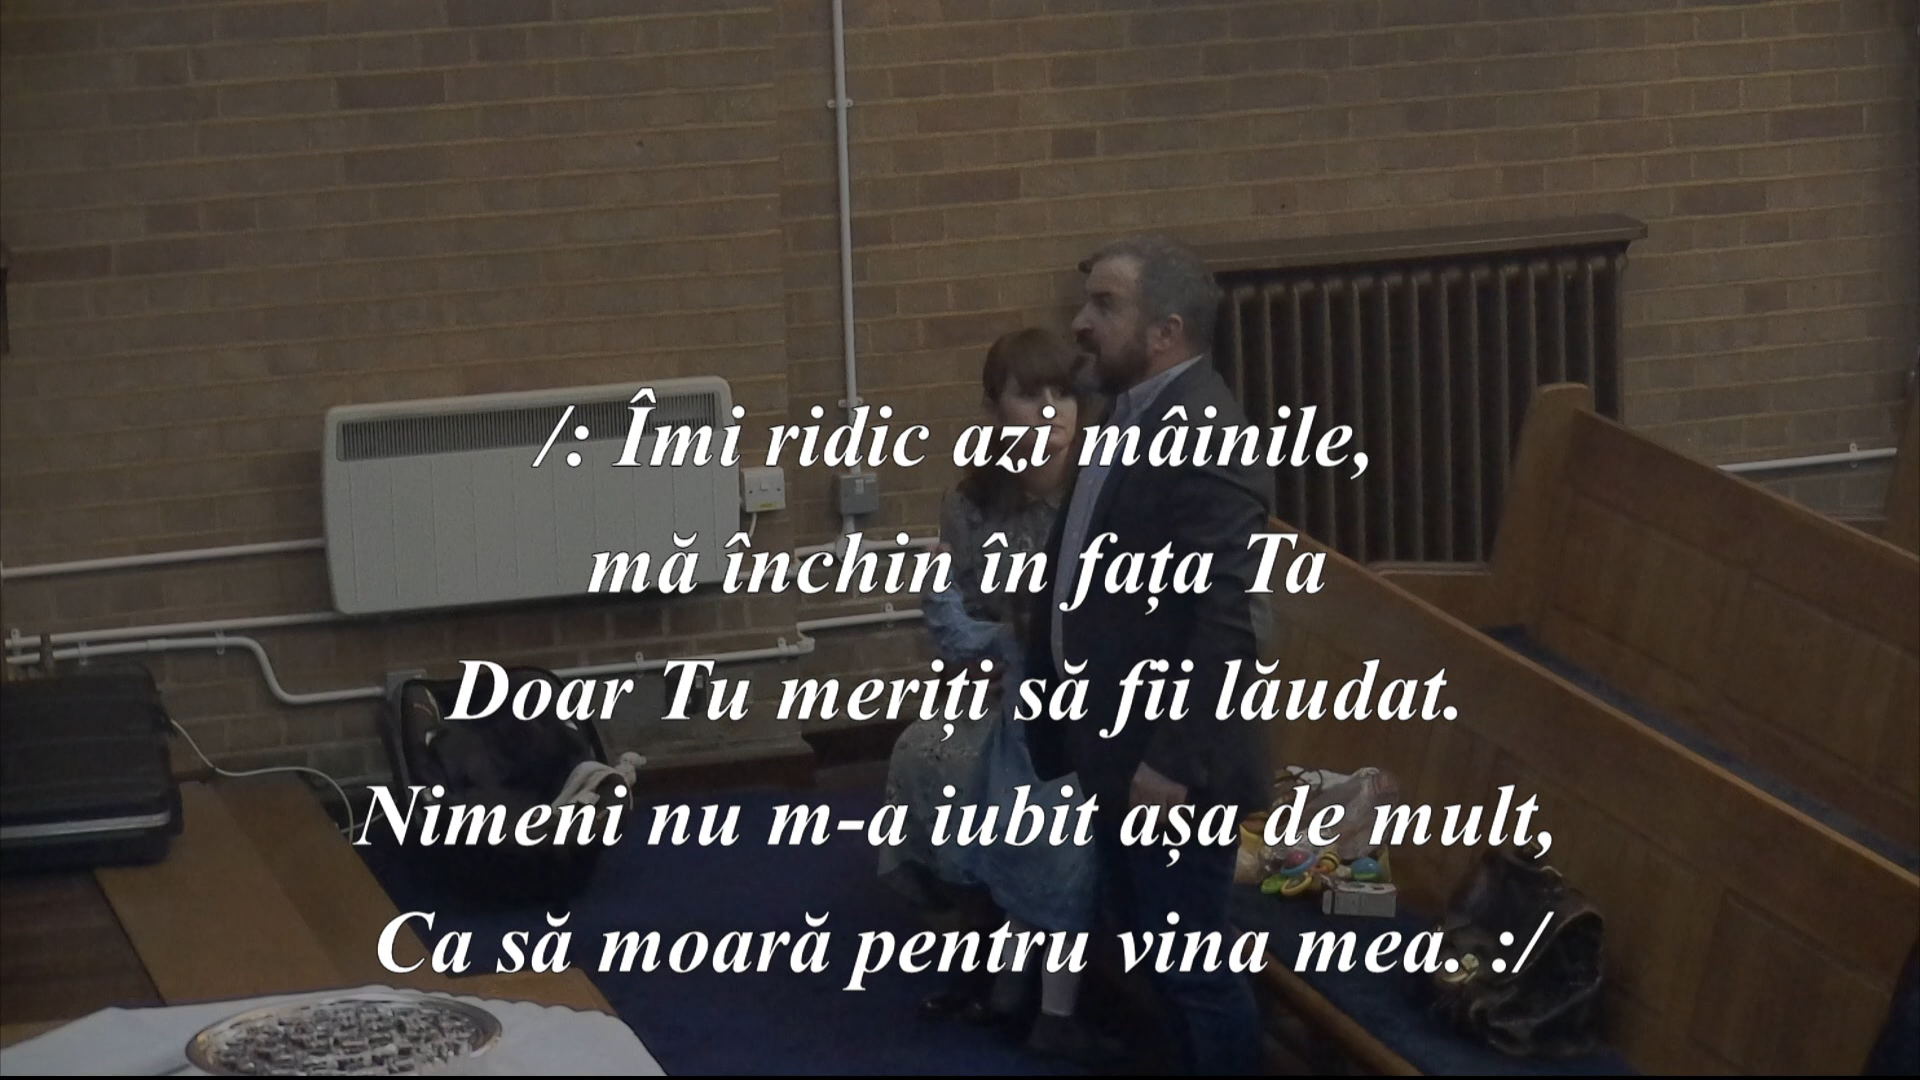 /: Îmi ridic azi mâinile,
mă închin în fața Ta
Doar Tu meriți să fii lăudat.
Nimeni nu m-a iubit așa de mult,
Ca să moară pentru vina mea. :/